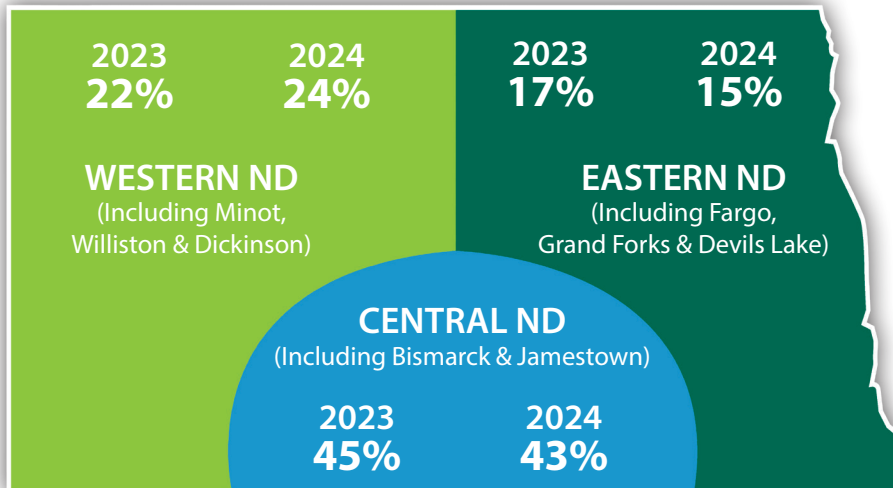 2023 2024
22% 24%
WESTERN ND
(Including Minot,
Williston & Dickinson)
2023 2024
17% 15%
EASTERN ND
(Including Fargo,
Grand Forks & Devils Lake)
CENTRAL ND
(Including Bismarck & Jamestown)
2023 2024
45% 43%